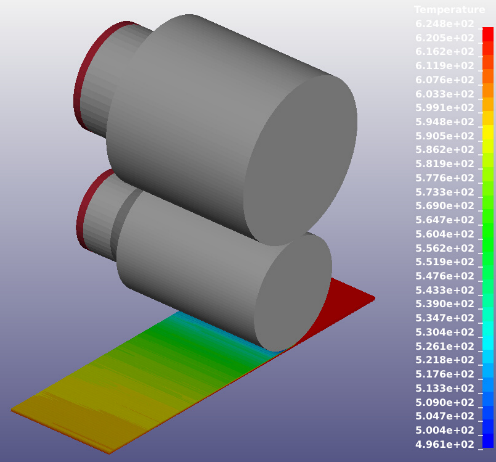 Temperature
6.248e+02
6.205e+02
6.162e+02
6.119e+02
6.076e+02
6.033e+02
5.991e+02
5.948e+02
5.905e+02
5.862e+02
5.819e+02
5.776e+02
5.733e+02
5.690e+02
5.647e+02
5.604e+02
5.562e+02
5.519e+02
5.476e+02
5.433e+02
5.390e+02
5.347e+02
5.304e+02
5.261e+02
5.218e+02
5.176e+02
5.133e+02
5.090e+02
5.047e+02
5.004e+02
4.961e+02